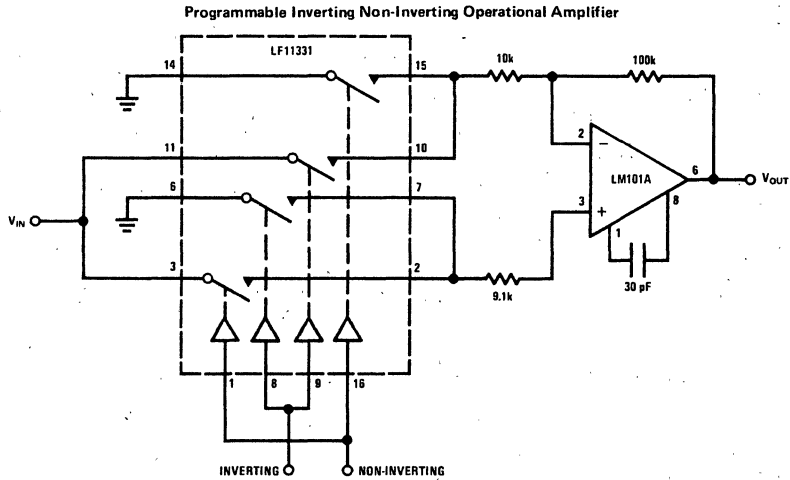 Programmable Inverting Non-Inverting Operational Amplifier
LF11331
14
15
10k
100k
11
10
2
−
LM101A
6
VOUT
6
7
3
+
8
VIN
1
3
2
9.1k
30 pF
1
8
9
16
INVERTING
NON-INVERTING